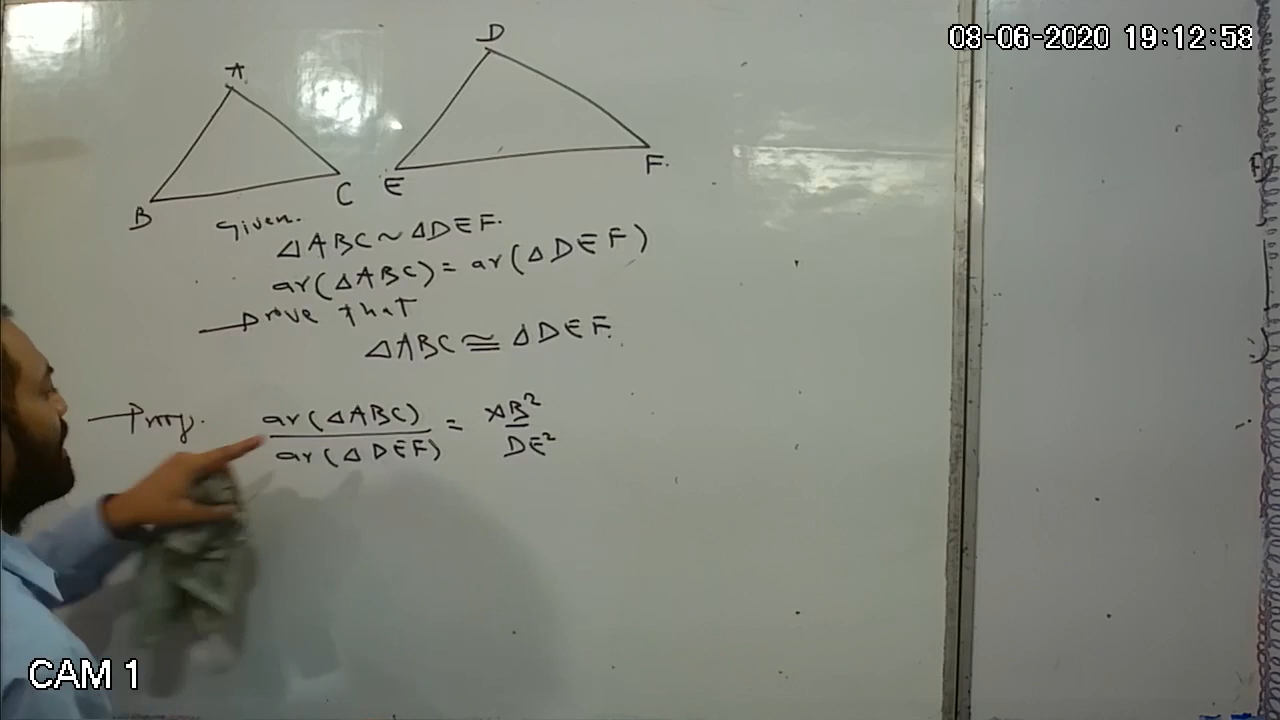 08-06-2020 19:12:58
D
A
E
F.
B
C
Given.
△ABC ~ △DEF.
ar(△ABC) = ar(△DEF)
Prove that
△ABC ≅ △DEF.
ar(△ABC) / ar(△DEF) = AB² / DE²
CAM 1